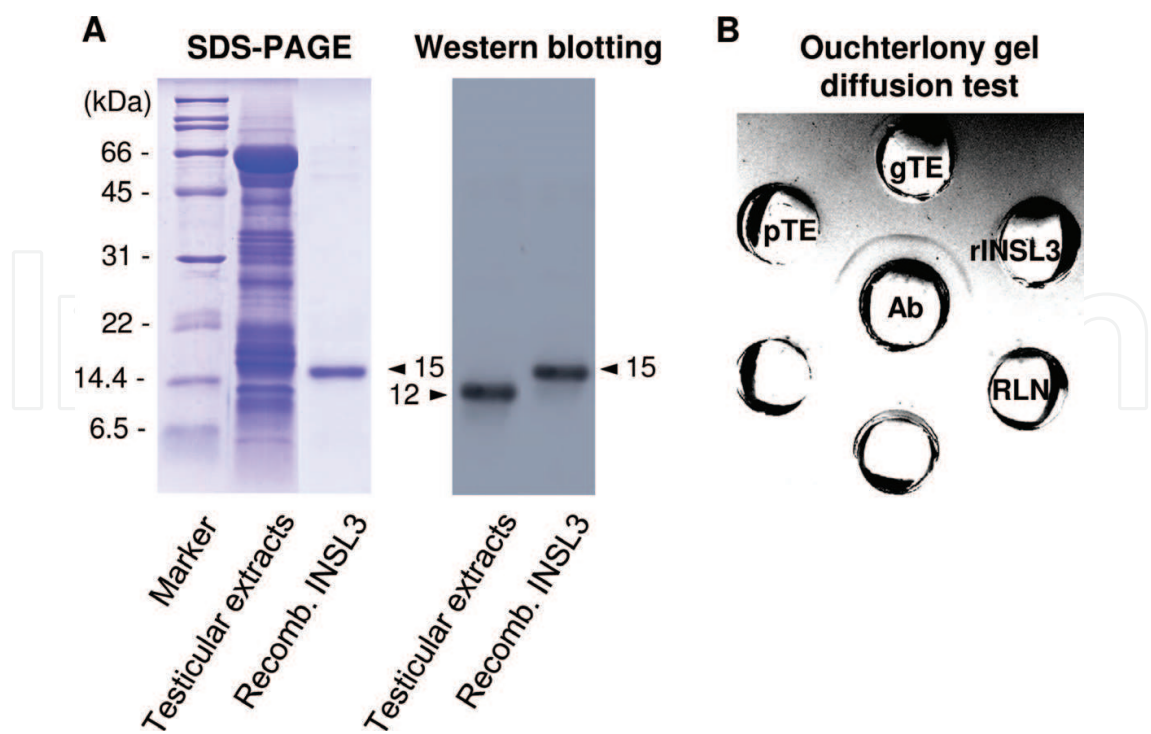 A
SDS-PAGE
Western blotting
(kDa)
66 -
45 -
31 -
22 -
14.4 -
6.5 -
◄ 15
12 ►
◄ 15
Marker
Testicular extracts
Recomb. INSL3
Testicular extracts
Recomb. INSL3
B
Ouchterlony gel
diffusion test
gTE
pTE
rINSL3
Ab
RLN